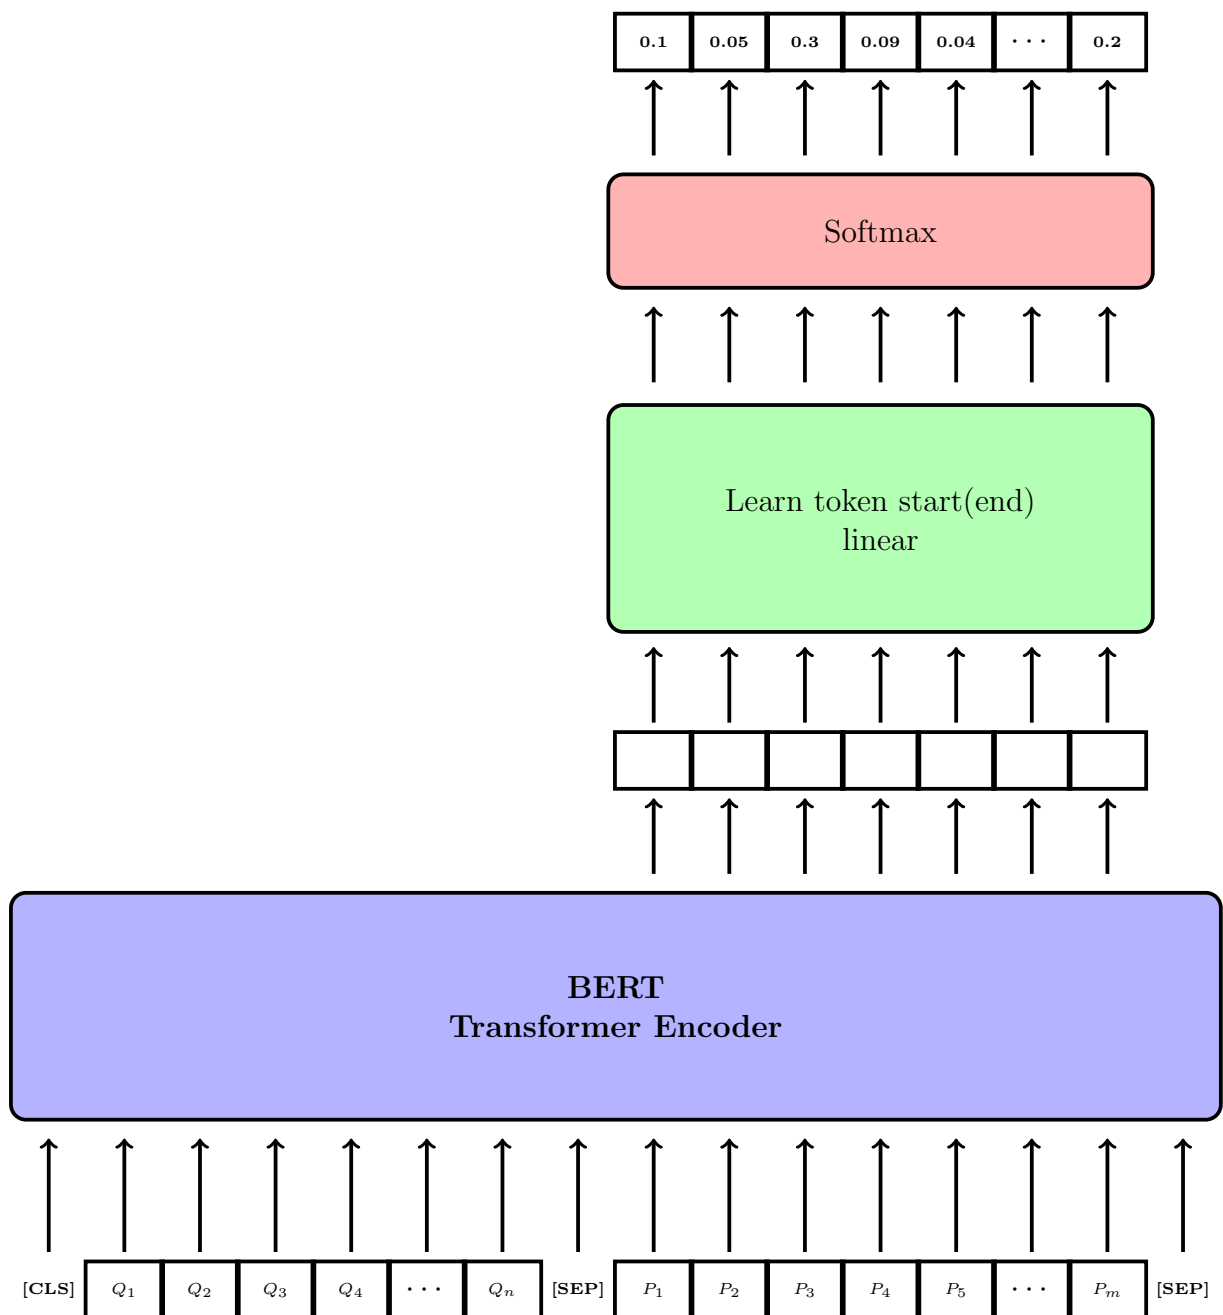 0.1 0.05 0.3 0.09 0.04 ··· 0.2
Softmax
Learn token start(end)
linear
BERT
Transformer Encoder
[CLS] Q₁ Q₂ Q₃ Q₄ ··· Qₙ [SEP] P₁ P₂ P₃ P₄ P₅ ··· Pₘ [SEP]